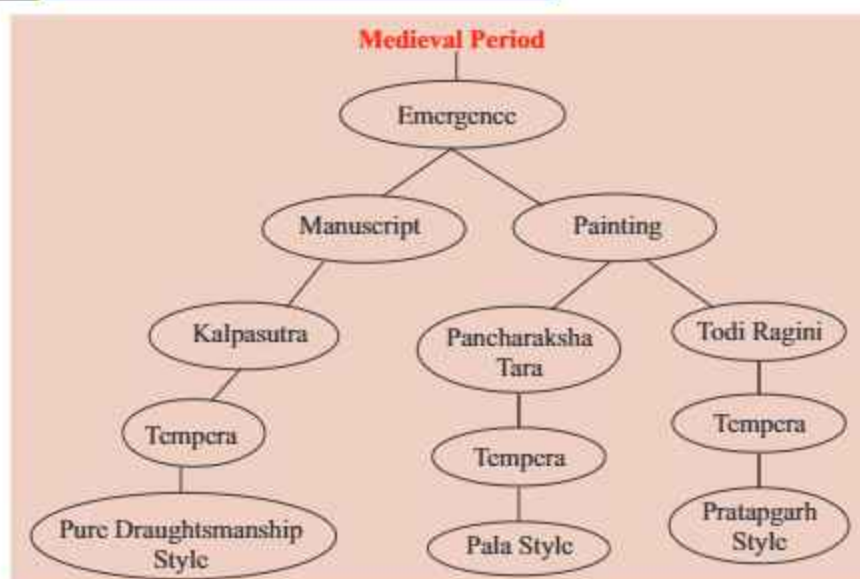 Medieval Period
Emergence
Manuscript
Painting
Kalpasutra
Pancharaksha
Tara
Todi Ragini
Tempera
Tempera
Tempera
Pure Draughtsmanship
Style
Pala Style
Pratapgarh
Style